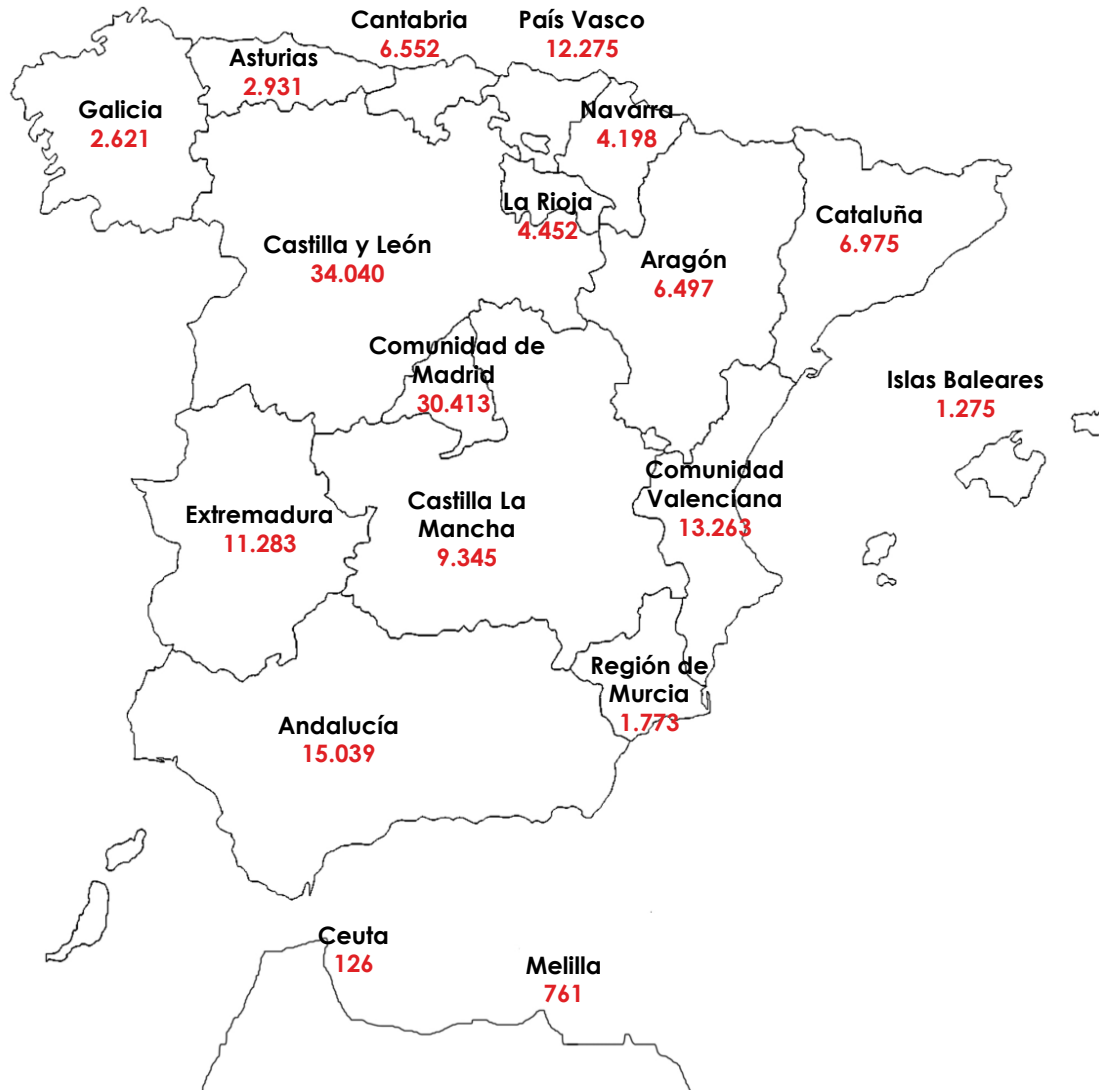 Cantabria
6.552
País Vasco
12.275
Asturias
2.931
Galicia
2.621
Navarra
4.198
La Rioja
4.452
Cataluña
6.975
Castilla y León
34.040
Aragón
6.497
Comunidad de
Madrid
30.413
Islas Baleares
1.275
Comunidad
Valenciana
13.263
Extremadura
11.283
Castilla La
Mancha
9.345
Región de
Murcia
1.773
Andalucía
15.039
Ceuta
126
Melilla
761